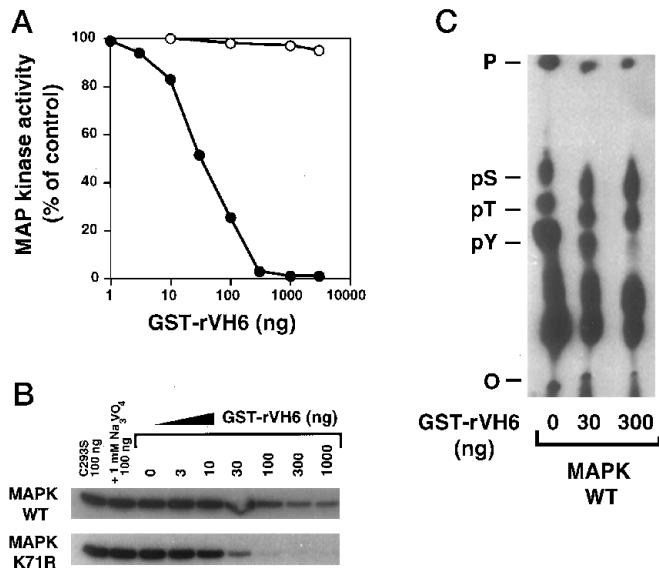 A
MAP kinase activity
(% of control)
100
80
60
40
20
0
1
10
100
1000
10000
GST-rVH6 (ng)
B
C293S
100 ng
+ 1 mM Na3VO4
100 ng
GST-rVH6 (ng)
0 3 10 30 100 300 1000
MAPK
WT
MAPK
K71R
C
P
pS
pT
pY
O
GST-rVH6
(ng)
0 30 300
MAPK
WT